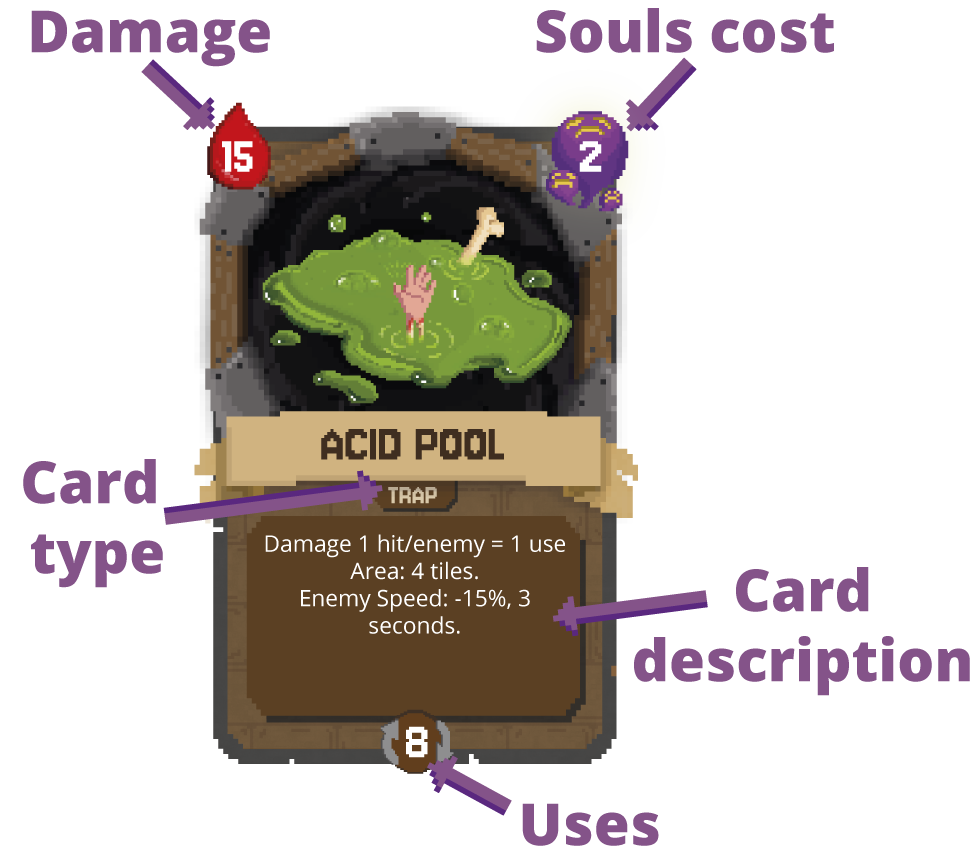 Damage
Souls cost
15
2
ACID POOL
Card
type
TRAP
Damage 1 hit/enemy = 1 use
Area: 4 tiles.
Enemy Speed: -15%, 3
seconds.
Card
description
8
Uses